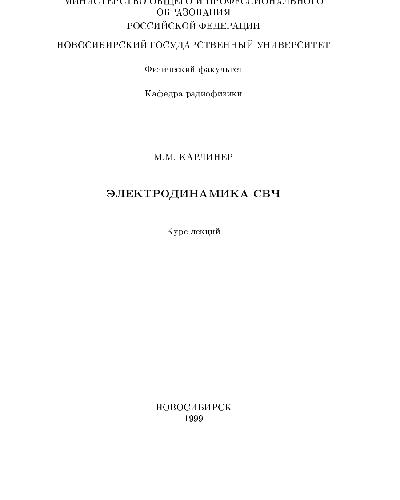 МИНИСТЕРСТВО ОБЩЕГО И ПРОФЕССИОНАЛЬНОГО
ОБРАЗОВАНИЯ
РОССИЙСКОЙ ФЕДЕРАЦИИ
НОВОСИБИРСКИЙ ГОСУДАРСТВЕННЫЙ УНИВЕРСИТЕТ
Физический факультет
Кафедра радиофизики
М.М. КАРЛИНЕР
ЭЛЕКТРОДИНАМИКА СВЧ
Курс лекций
НОВОСИБИРСК
1999